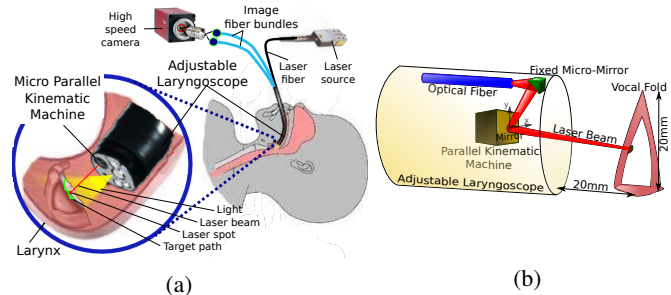 High
speed
camera
Image
fiber bundles
Laser
fiber
Laser
source
Adjustable
Laryngoscope
Micro Parallel
Kinematic
Machine
Light
Laser beam
Laser spot
Target path
Larynx
(a)
Fixed Micro-Mirror
Optical Fiber
Vocal Fold
y
x
Mirror
Laser Beam
Parallel Kinematic
Machine
20mm
Adjustable Laryngoscope
20mm
(b)